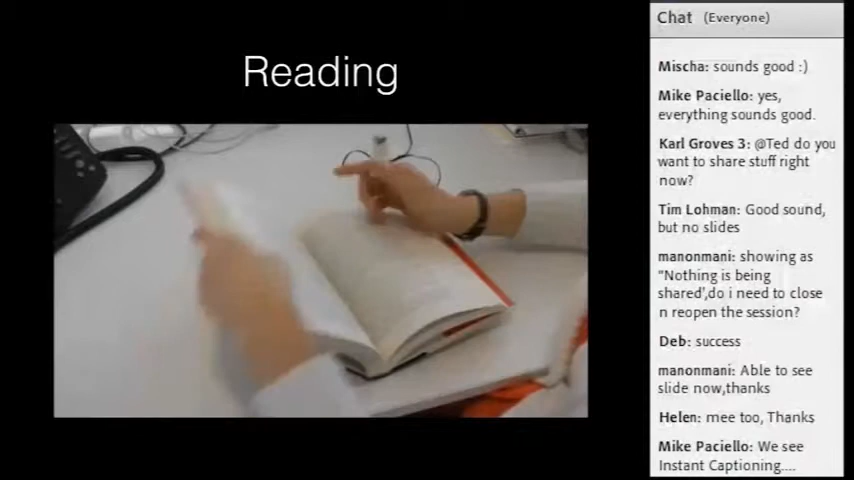 Reading
Chat (Everyone)
Mischa: sounds good :)
Mike Paciello: yes,
everything sounds good.
Karl Groves 3: @Ted do you
want to share stuff right
now?
Tim Lohman: Good sound,
but no slides
manonmani: showing as
"Nothing is being
shared',do i need to close
n reopen the session?
Deb: success
manonmani: Able to see
slide now,thanks
Helen: mee too, Thanks
Mike Paciello: We see
Instant Captioning....